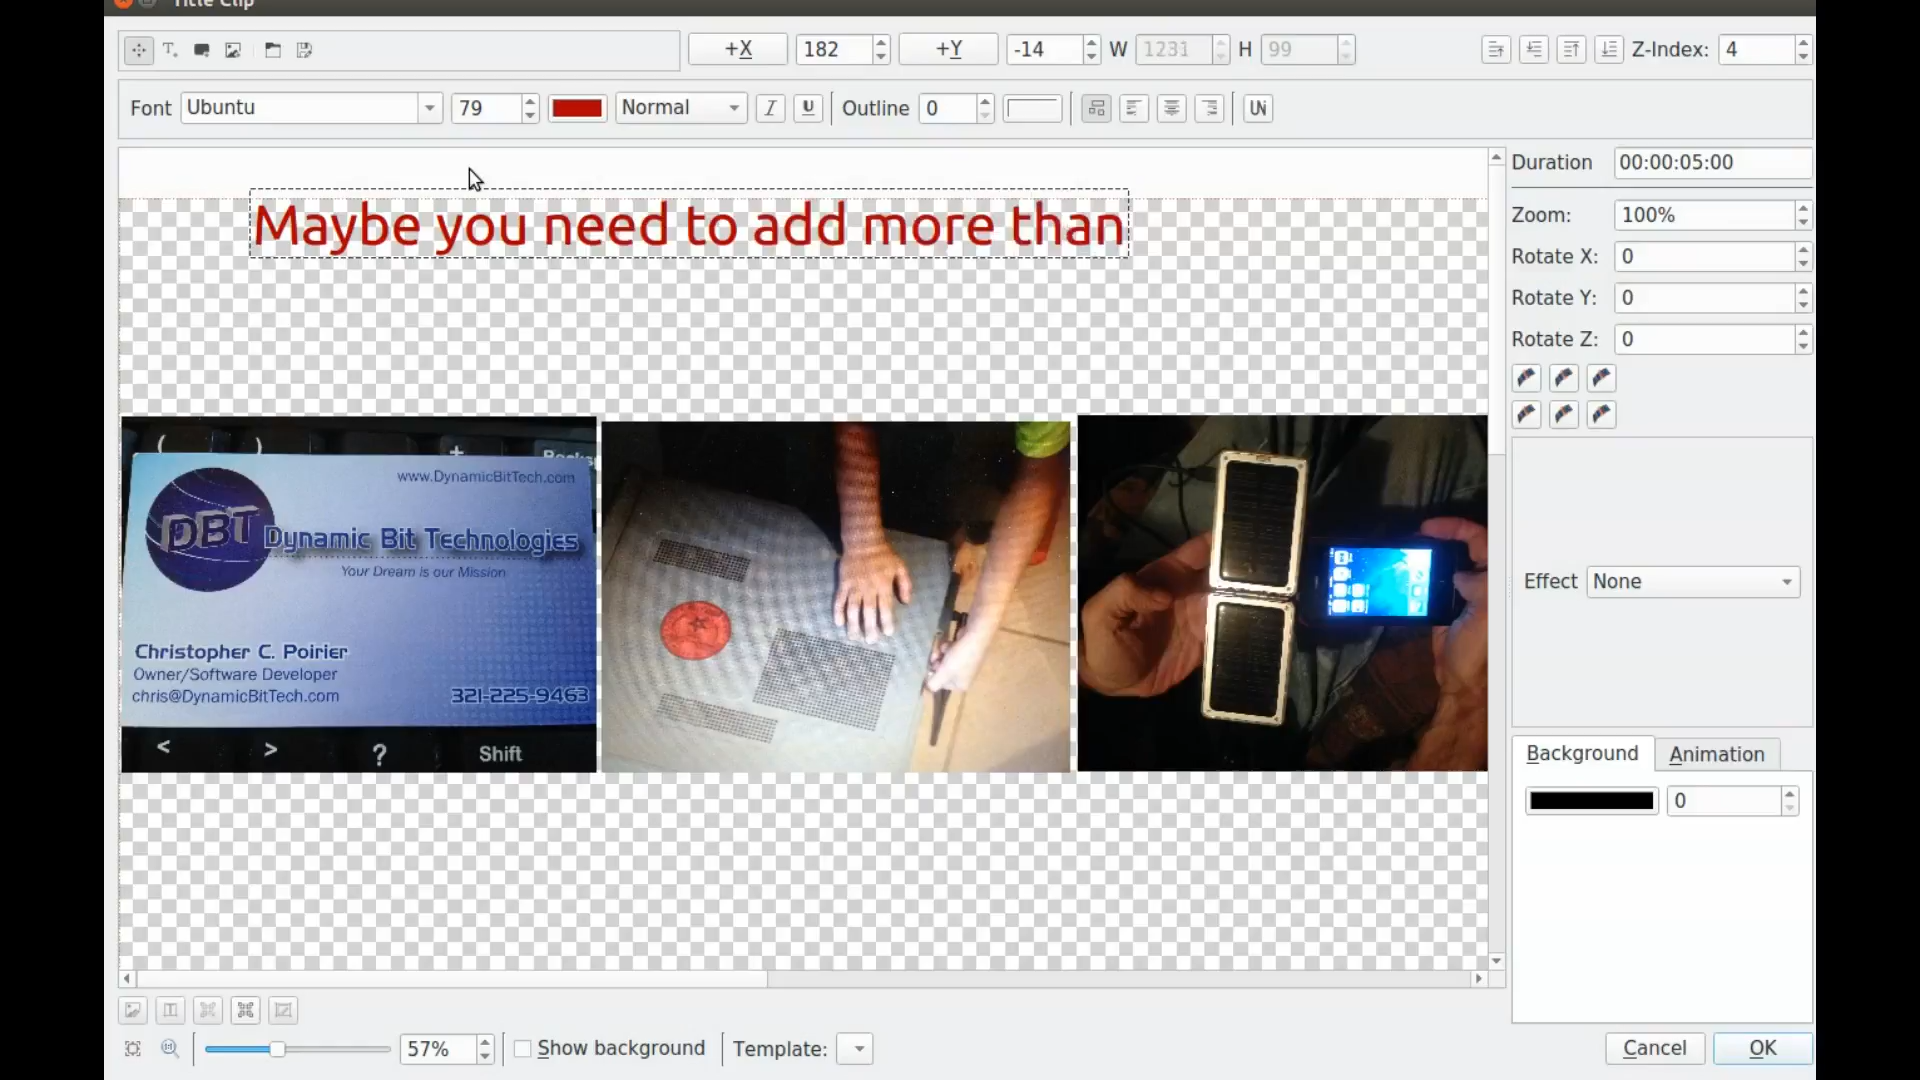 Title Clip
+X 182 +Y -14 W 1231 H 99 Z-Index: 4
Font Ubuntu 79 Normal I U Outline 0 UN
Duration 00:00:05:00
Maybe you need to add more than
Zoom: 100%
Rotate X: 0
Rotate Y: 0
Rotate Z: 0
( ) +
www.DynamicBitTech.com
DBT Dynamic Bit Technologies
Your Dream is our Mission
Christopher C. Poirier
Owner/Software Developer
chris@DynamicBitTech.com 321-225-9463
< > ? Shift
Effect None
Background Animation
0
57% Show background Template: Cancel OK